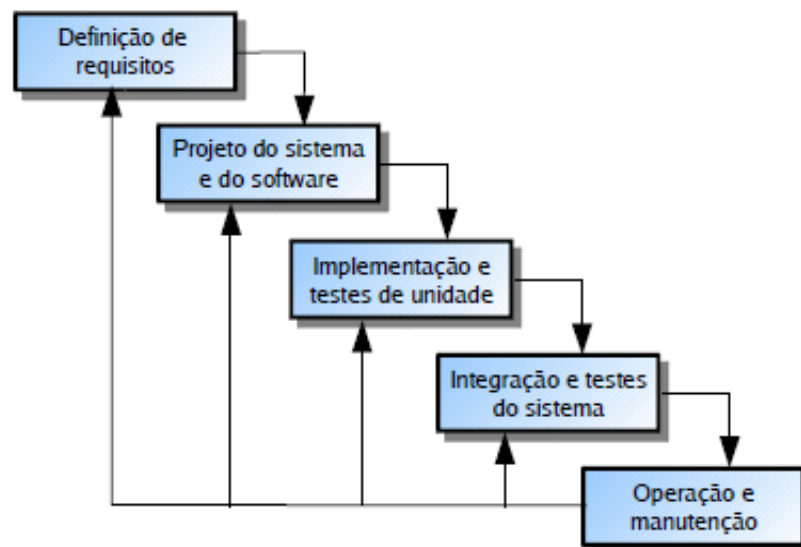 Definição de
requisitos
Projeto do sistema
e do software
Implementação e
testes de unidade
Integração e testes
do sistema
Operação e
manutenção